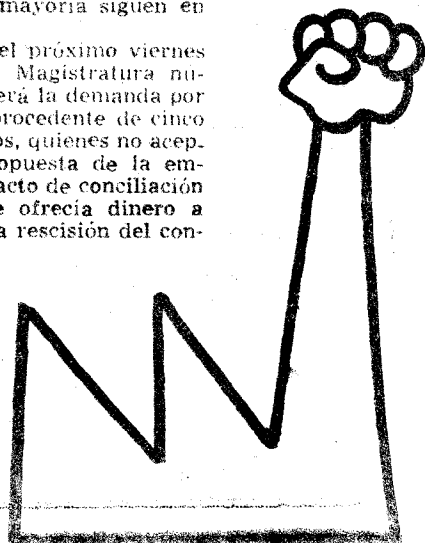 mayoría siguen en
el próximo viernes
Magistratura nu-
erá la demanda por
procedente de cinco
os, quienes no acep-
opuesta de la em-
acto de conciliación
e ofrecía dinero a
a rescisión del con-